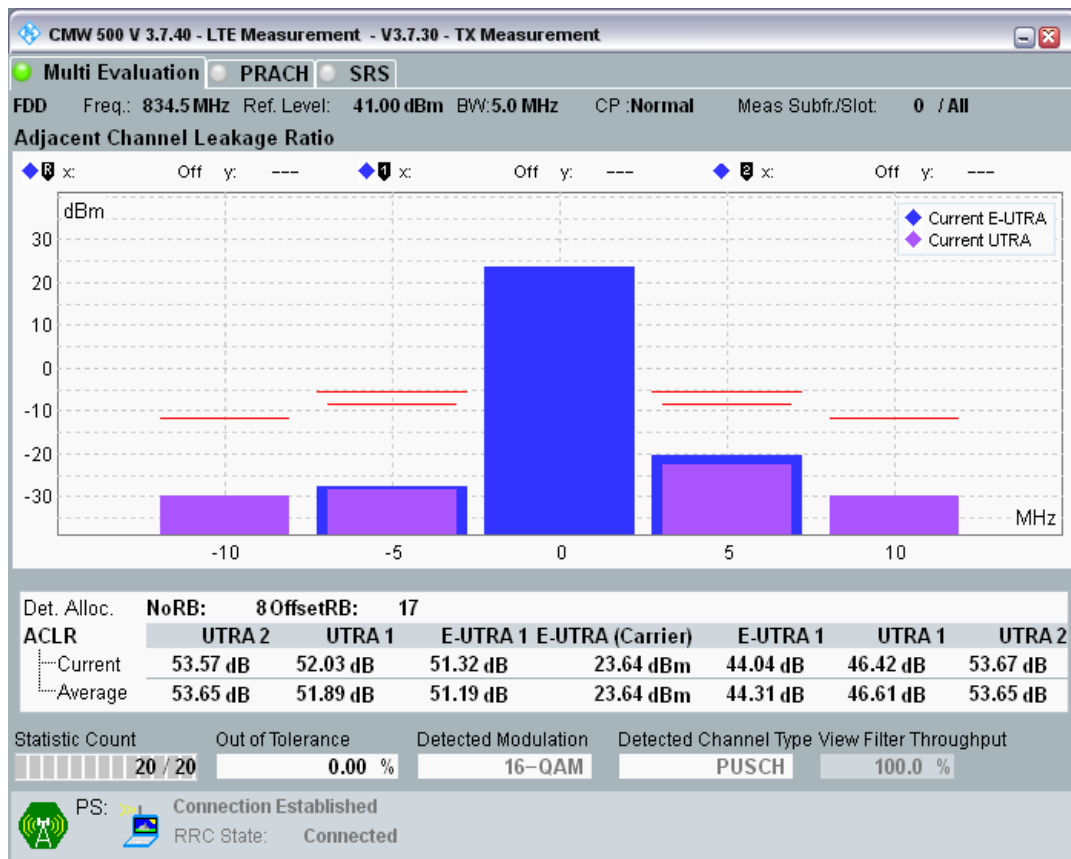 CMW 500 V 3.7.40 - LTE Measurement - V3.7.30 - TX Measurement
Multi Evaluation PRACH SRS
FDD Freq.: 834.5 MHz Ref. Level: 41.00 dBm BW: 5.0 MHz CP :Normal Meas Subfr./Slot: 0 / All
Adjacent Channel Leakage Ratio
R x: Off y: --- 1 x: Off y: --- 2 x: Off y: ---
dBm
Current E-UTRA
Current UTRA
30
20
10
0
-10
-20
-30
MHz
-10 -5 0 5 10
Det. Alloc. NoRB: 8 OffsetRB: 17
ACLR UTRA 2 UTRA 1 E-UTRA 1 E-UTRA (Carrier) E-UTRA 1 UTRA 1 UTRA 2
Current 53.57 dB 52.03 dB 51.32 dB 23.64 dBm 44.04 dB 46.42 dB 53.67 dB
Average 53.65 dB 51.89 dB 51.19 dB 23.64 dBm 44.31 dB 46.61 dB 53.65 dB
Statistic Count Out of Tolerance Detected Modulation Detected Channel Type View Filter Throughput
20 / 20 0.00 % 16-QAM PUSCH 100.0 %
PS: Connection Established
RRC State: Connected